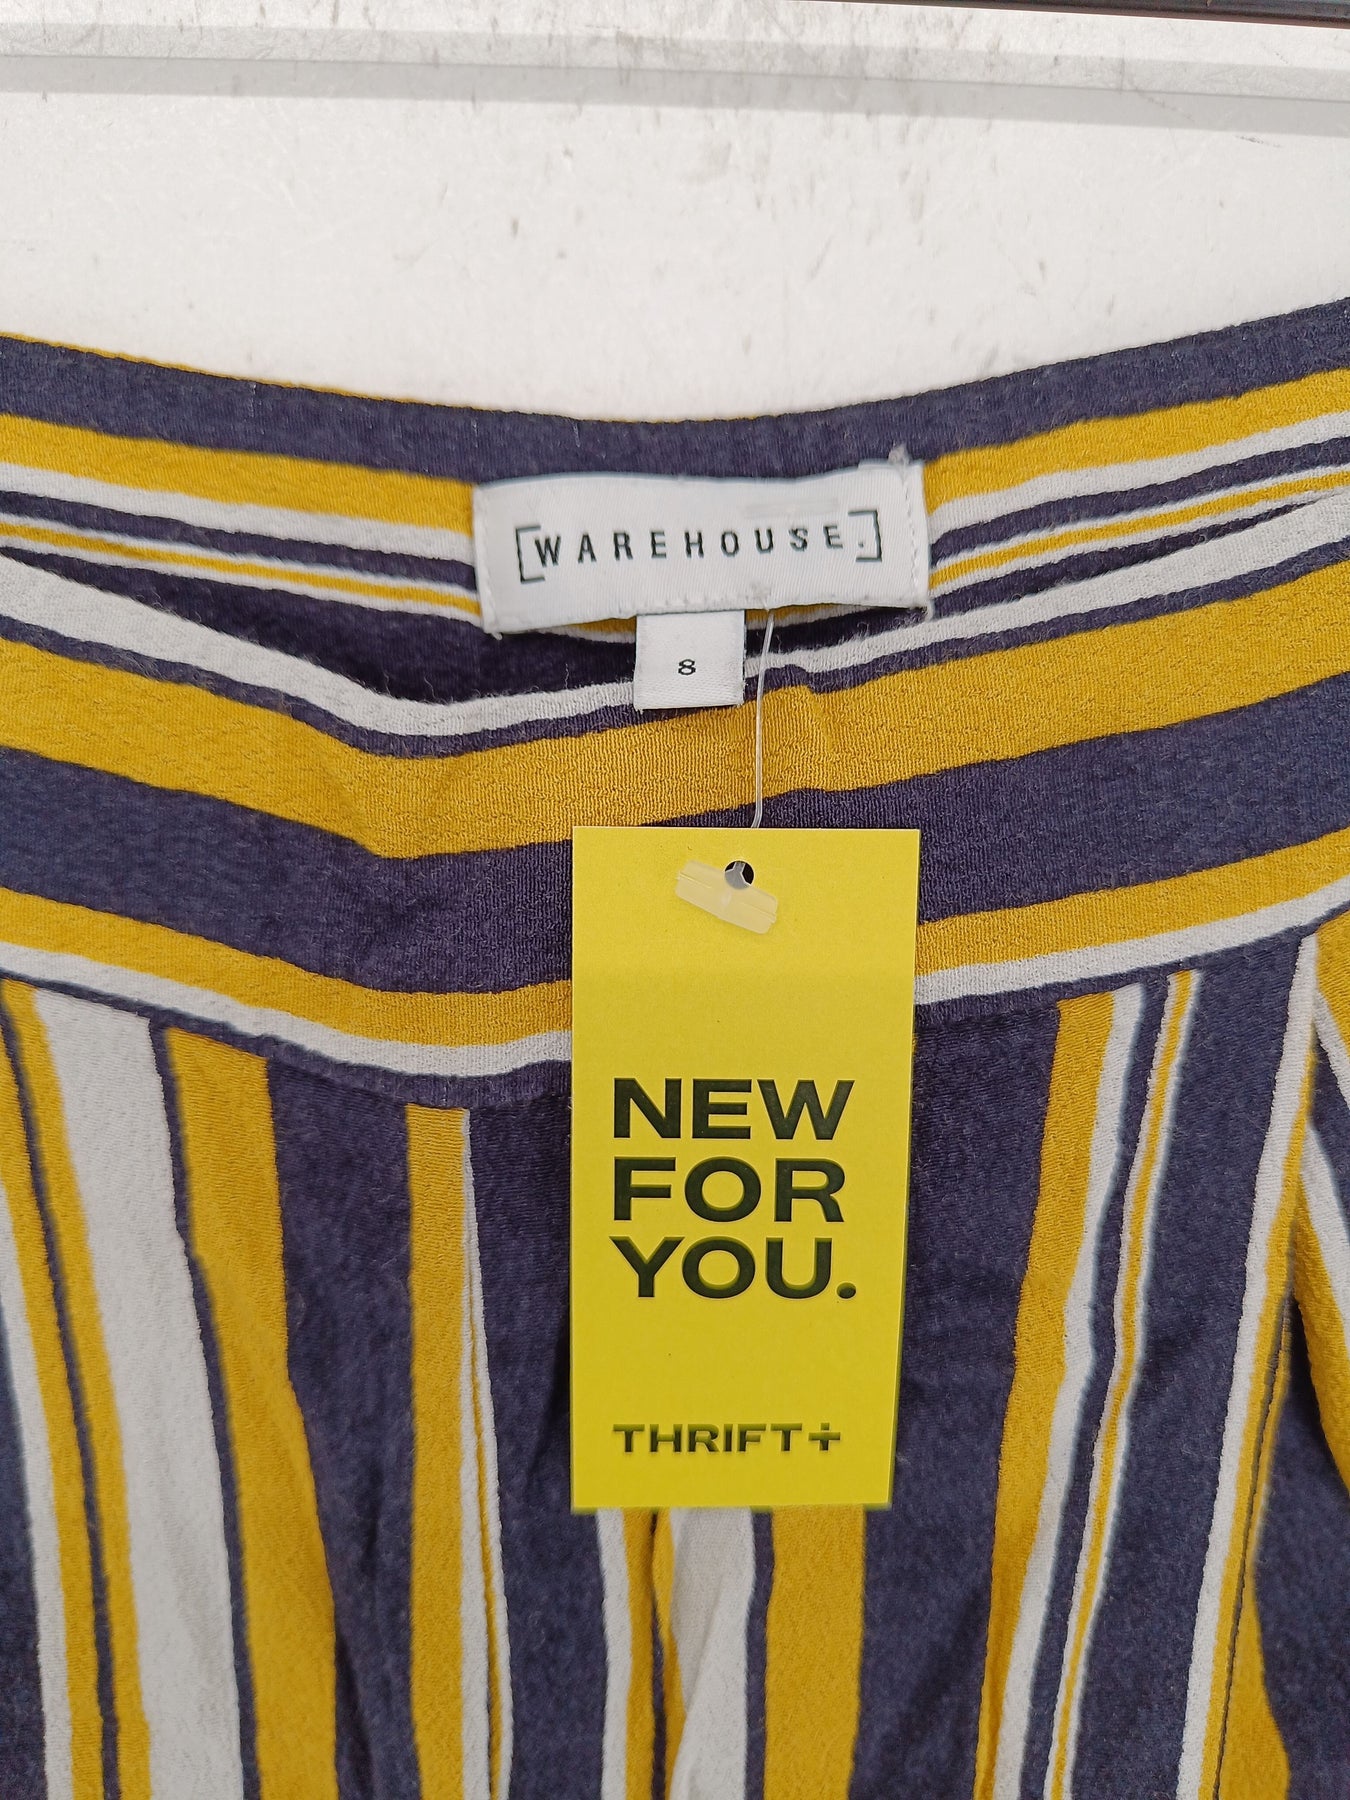 [WAREHOUSE.]
8
NEW
FOR
YOU.
THRIFT+